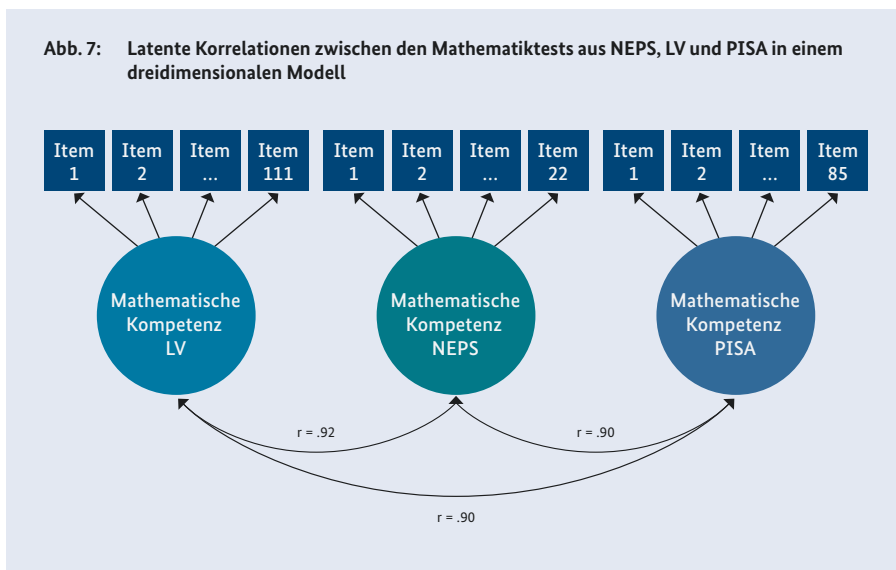 Abb. 7: Latente Korrelationen zwischen den Mathematiktests aus NEPS, LV und PISA in einem
dreidimensionalen Modell
Item
1
Item
2
Item
...
Item
111
Item
1
Item
2
Item
...
Item
22
Item
1
Item
2
Item
...
Item
85
Mathematische
Kompetenz
LV
Mathematische
Kompetenz
NEPS
Mathematische
Kompetenz
PISA
r = .92
r = .90
r = .90